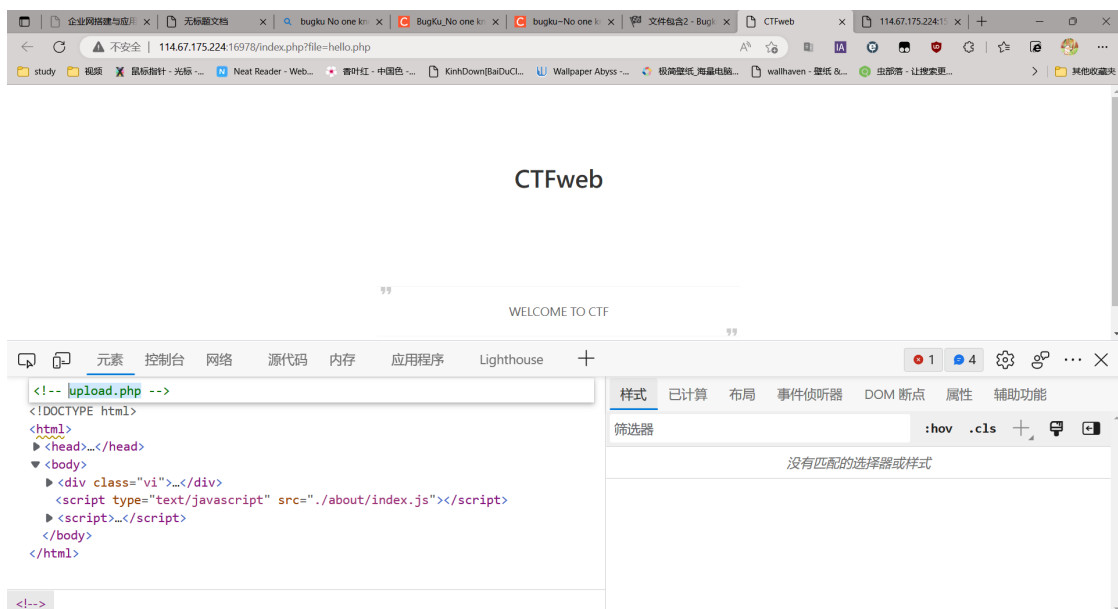 企业网搭建与应用
无标题文档
bugku No one kn
BugKu_No one kn
bugku~No one k
文件包含2 - Bugk
CTFweb
114.67.175.224:15
不安全 | 114.67.175.224:16978/index.php?file=hello.php
study 视频 鼠标指针 - 光标 -... Neat Reader - Web... 香叶红 - 中国色 -... KinhDown[BaiDuCl... Wallpaper Abyss -... 极简壁纸_海量电脑... wallhaven - 壁纸 &... 虫部落 - 让搜索更... 其他收藏夹
CTFweb
WELCOME TO CTF
元素 控制台 网络 源代码 内存 应用程序 Lighthouse 1 4
<!-- upload.php -->
<!DOCTYPE html>
<html>
<head>…</head>
<body>
<div class="vi">…</div>
<script type="text/javascript" src="./about/index.js"></script>
<script>…</script>
</body>
</html>
<!-->
样式 已计算 布局 事件侦听器 DOM 断点 属性 辅助功能
筛选器 :hov .cls
没有匹配的选择器或样式